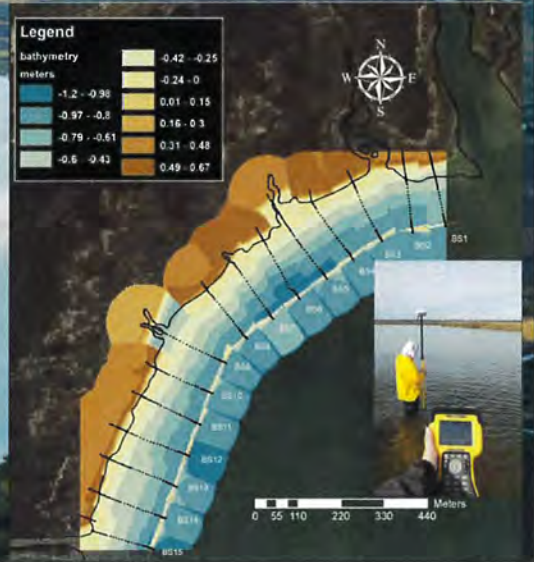 Legend
bathymetry
meters
-1.2 - -0.98
-0.97 - -0.8
-0.79 - -0.61
-0.6 - -0.43
-0.42 - -0.25
-0.24 - 0
0.01 - 0.15
0.16 - 0.3
0.31 - 0.48
0.49 - 0.67
N
W E
S
BS1
BS2
BS3
BS4
BS5
BS6
BS7
BS8
BS9
BS10
BS11
BS12
BS13
BS14
BS15
Meters
0 55 110 220 330 440